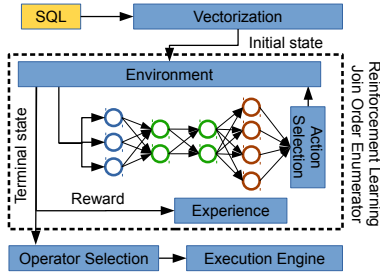 SQL
Vectorization
Initial state
Environment
Terminal state
Action
Selection
Reinforcement Learning
Join Order Enumerator
Reward
Experience
Operator Selection
Execution Engine